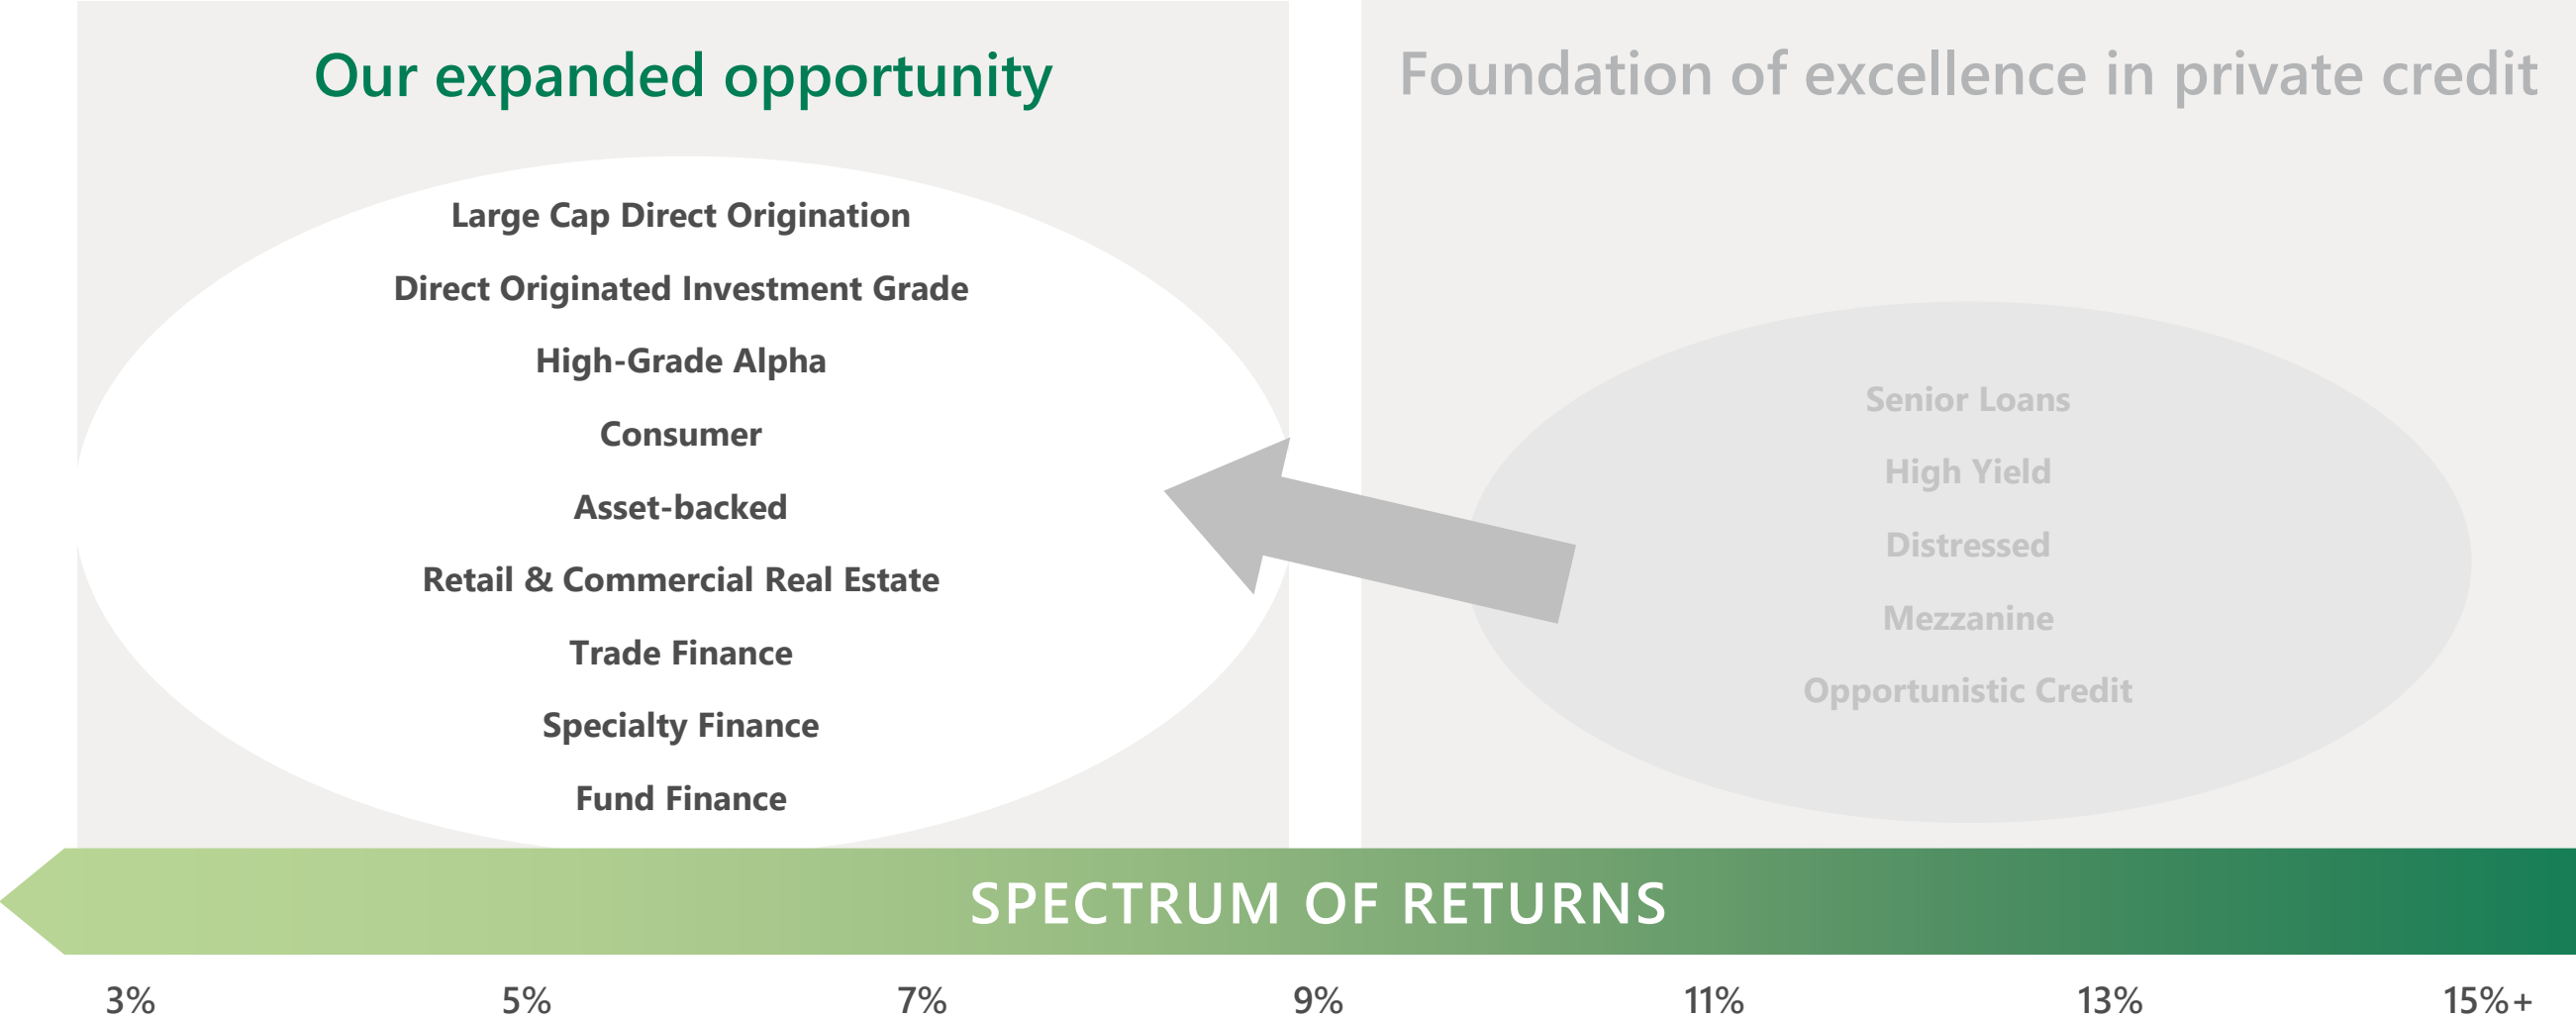 Our expanded opportunity
Large Cap Direct Origination
Direct Originated Investment Grade
High-Grade Alpha
Consumer
Asset-backed
Retail & Commercial Real Estate
Trade Finance
Specialty Finance
Fund Finance
Foundation of excellence in private credit
Senior Loans
High Yield
Distressed
Mezzanine
Opportunistic Credit
SPECTRUM OF RETURNS
3% 5% 7% 9% 11% 13% 15%+